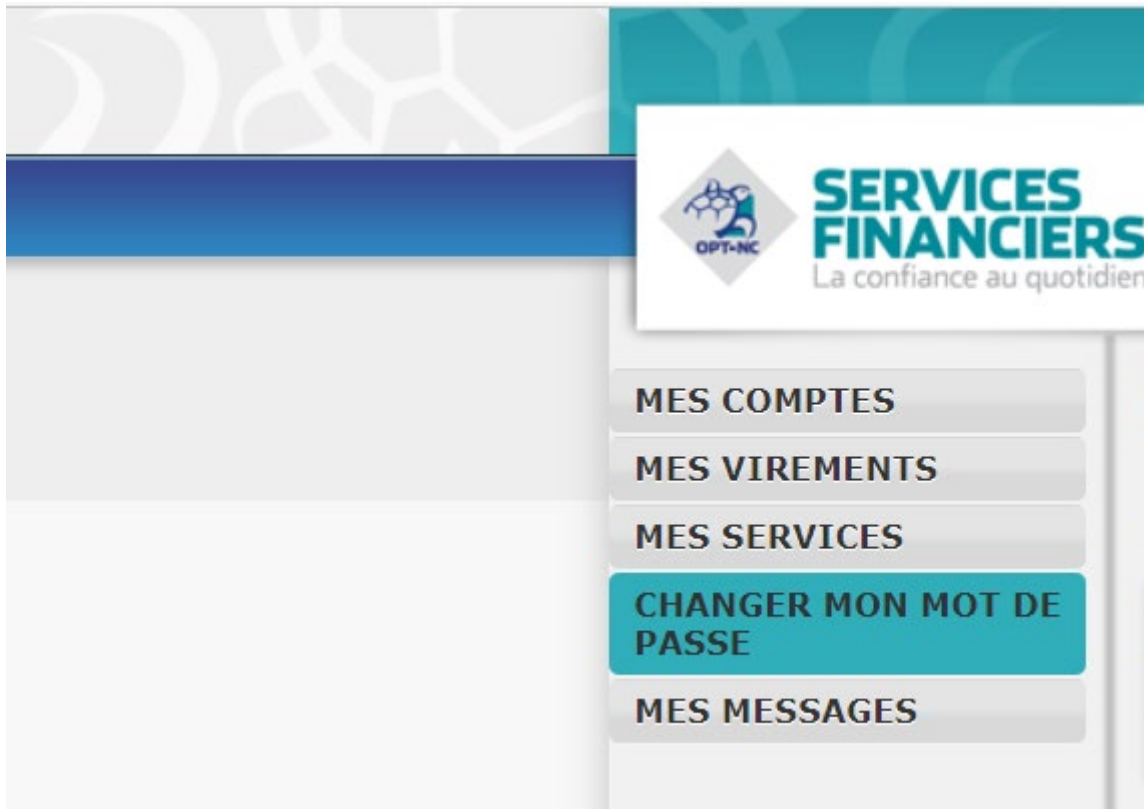 OPT-NC
SERVICES
FINANCIERS
La confiance au quotidien
MES COMPTES
MES VIREMENTS
MES SERVICES
CHANGER MON MOT DE
PASSE
MES MESSAGES